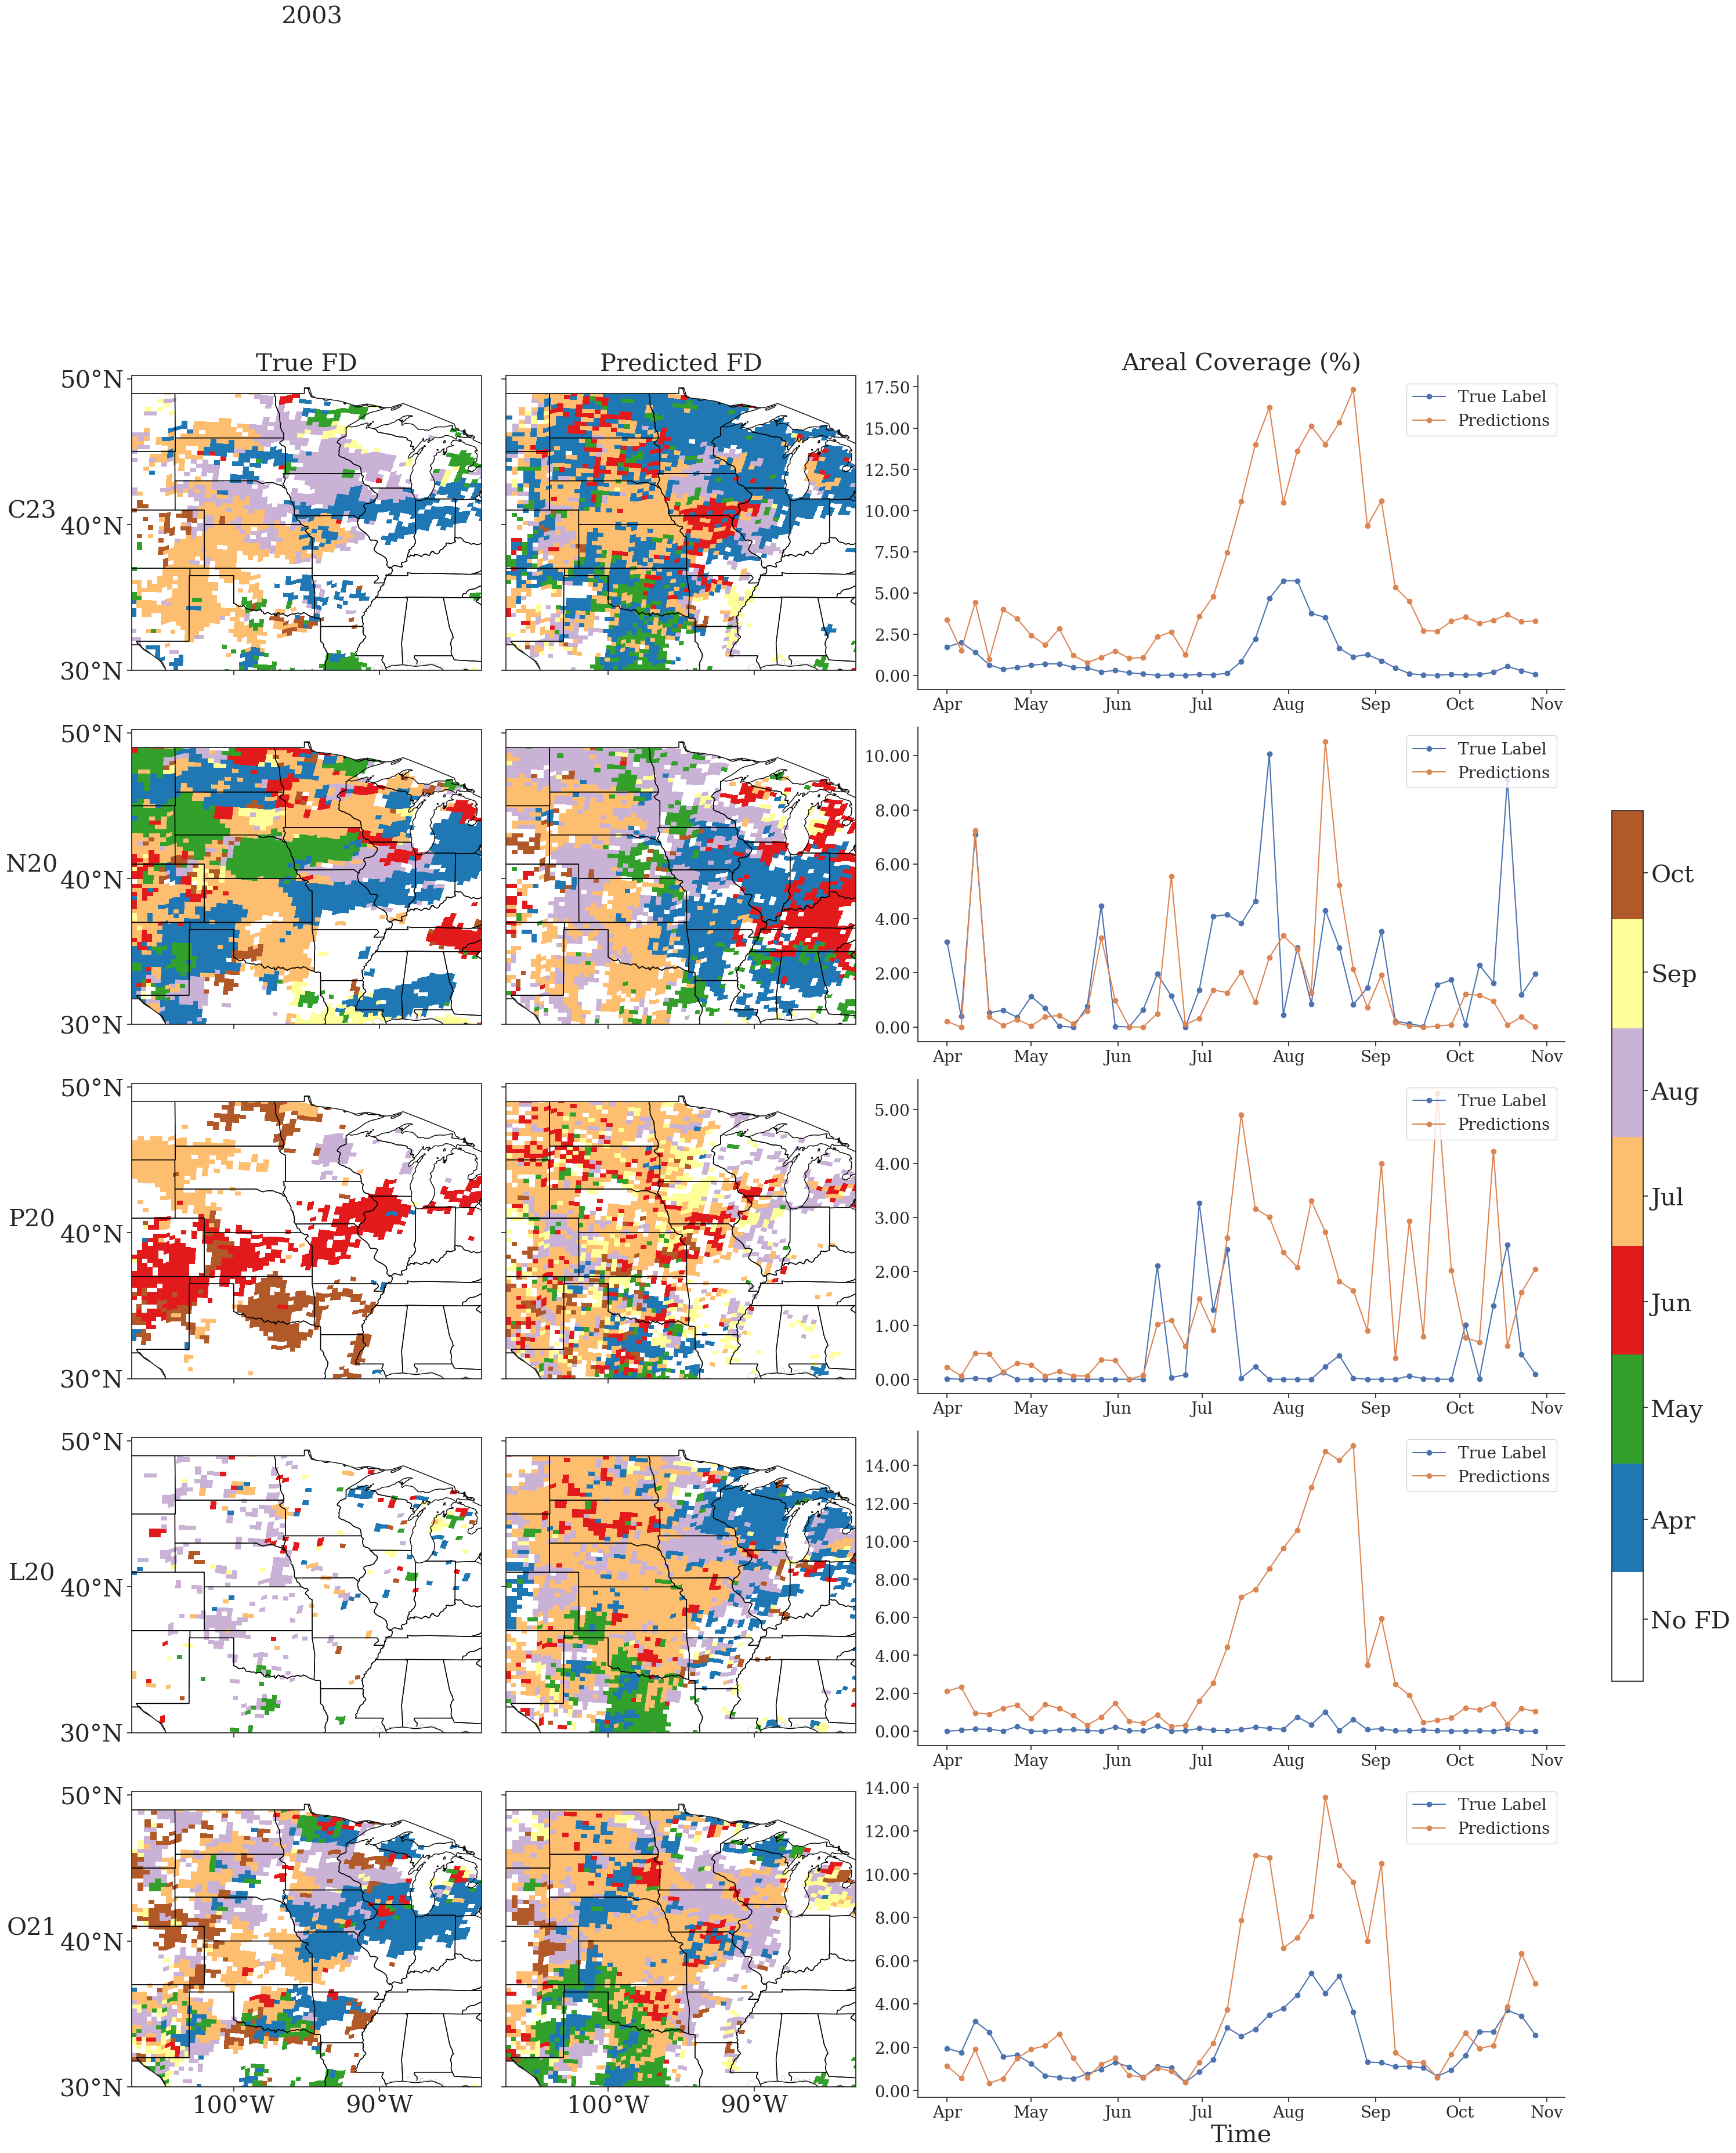 2003
True FD
Predicted FD
Areal Coverage (%)
C23
50°N
40°N
30°N
17.50
15.00
12.50
10.00
7.50
5.00
2.50
0.00
True Label
Predictions
Apr May Jun Jul Aug Sep Oct Nov
N20
50°N
40°N
30°N
10.00
8.00
6.00
4.00
2.00
0.00
True Label
Predictions
Apr May Jun Jul Aug Sep Oct Nov
P20
50°N
40°N
30°N
5.00
4.00
3.00
2.00
1.00
0.00
True Label
Predictions
Apr May Jun Jul Aug Sep Oct Nov
L20
50°N
40°N
30°N
14.00
12.00
10.00
8.00
6.00
4.00
2.00
0.00
True Label
Predictions
Apr May Jun Jul Aug Sep Oct Nov
O21
50°N
40°N
30°N
100°W 90°W
100°W 90°W
14.00
12.00
10.00
8.00
6.00
4.00
2.00
0.00
True Label
Predictions
Apr May Jun Jul Aug Sep Oct Nov
Time
Oct
Sep
Aug
Jul
Jun
May
Apr
No FD